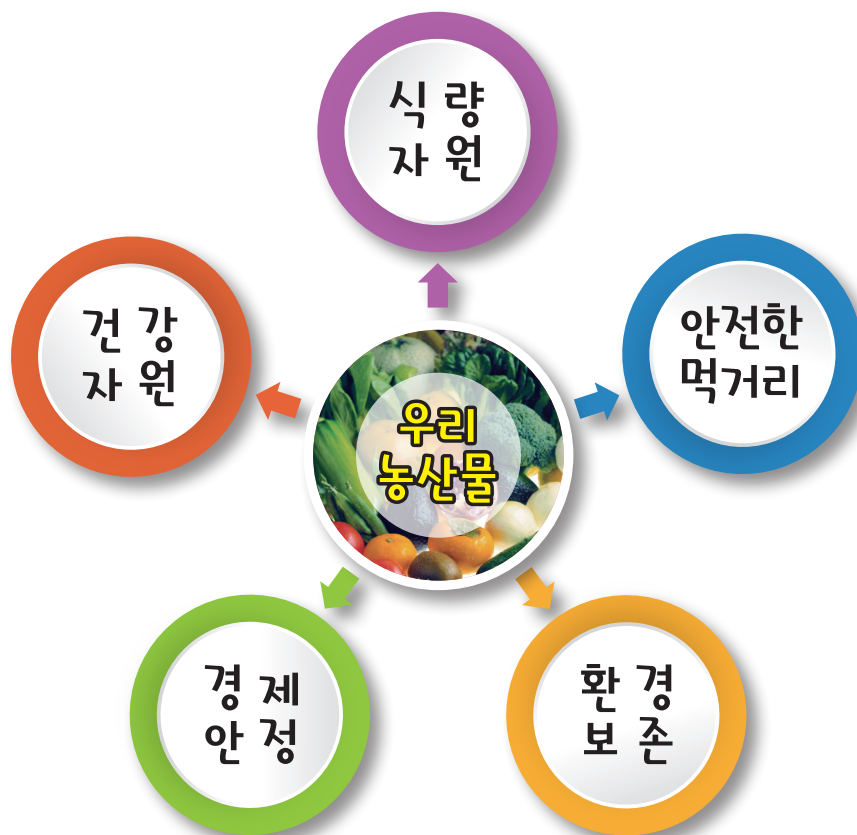 식 량
자 원
건 강
자 원
안전한
먹거리
우리
농산물
경 제
안 정
환 경
보 존